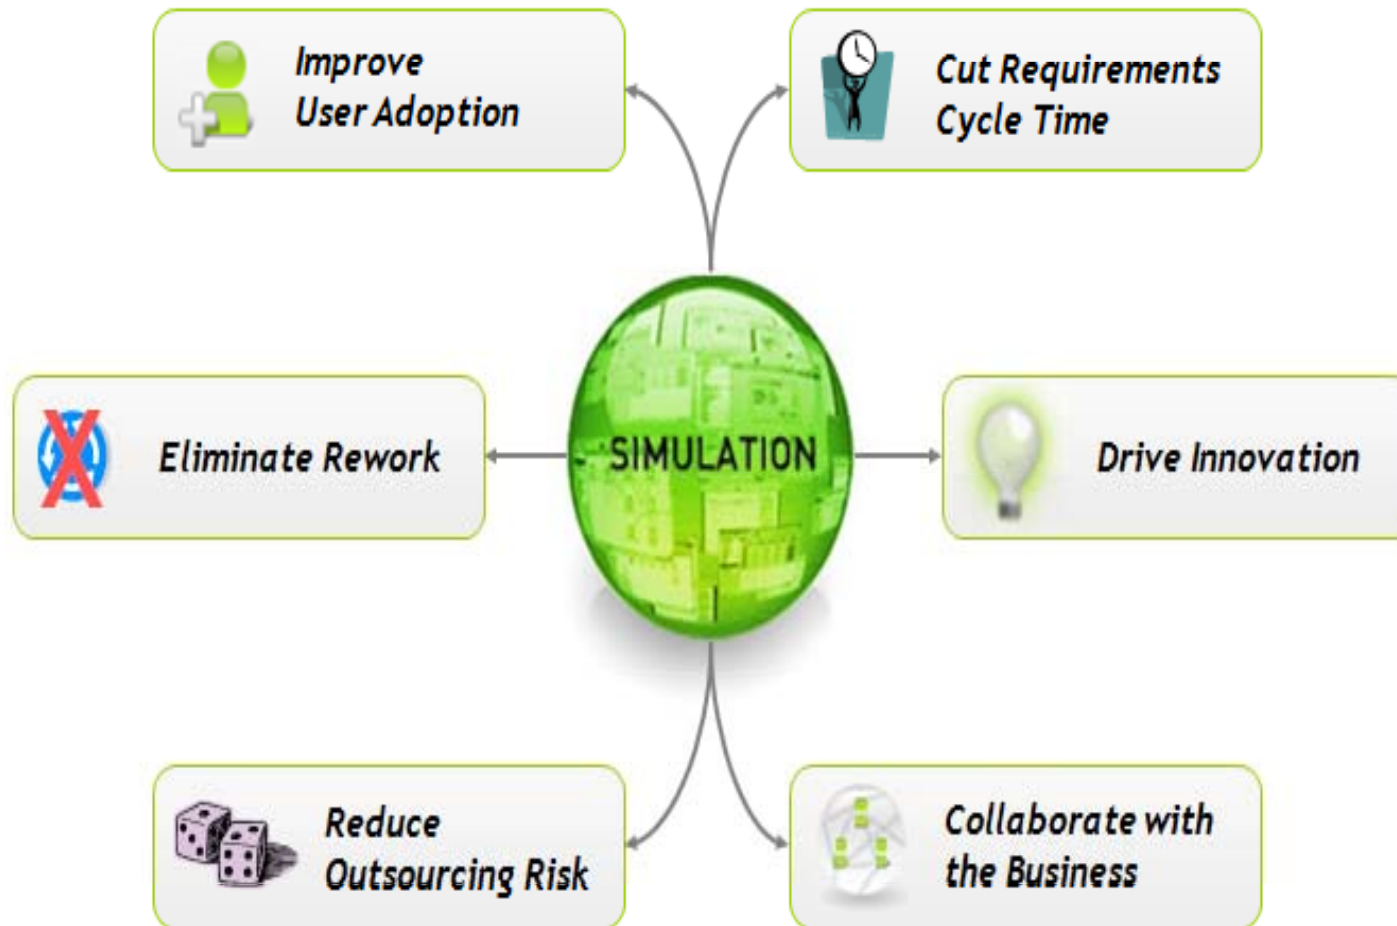 Improve
User Adoption
Cut Requirements
Cycle Time
Eliminate Rework
SIMULATION
Drive Innovation
Reduce
Outsourcing Risk
Collaborate with
the Business